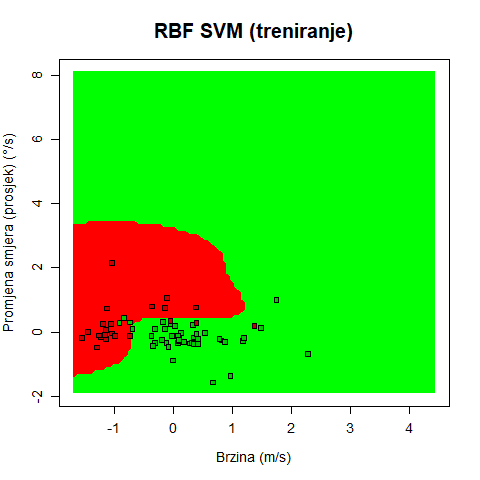 RBF SVM (treniranje)
Promjena smjera (prosjek) (°/s)
8
6
4
2
0
-2
-1 0 1 2 3 4
Brzina (m/s)